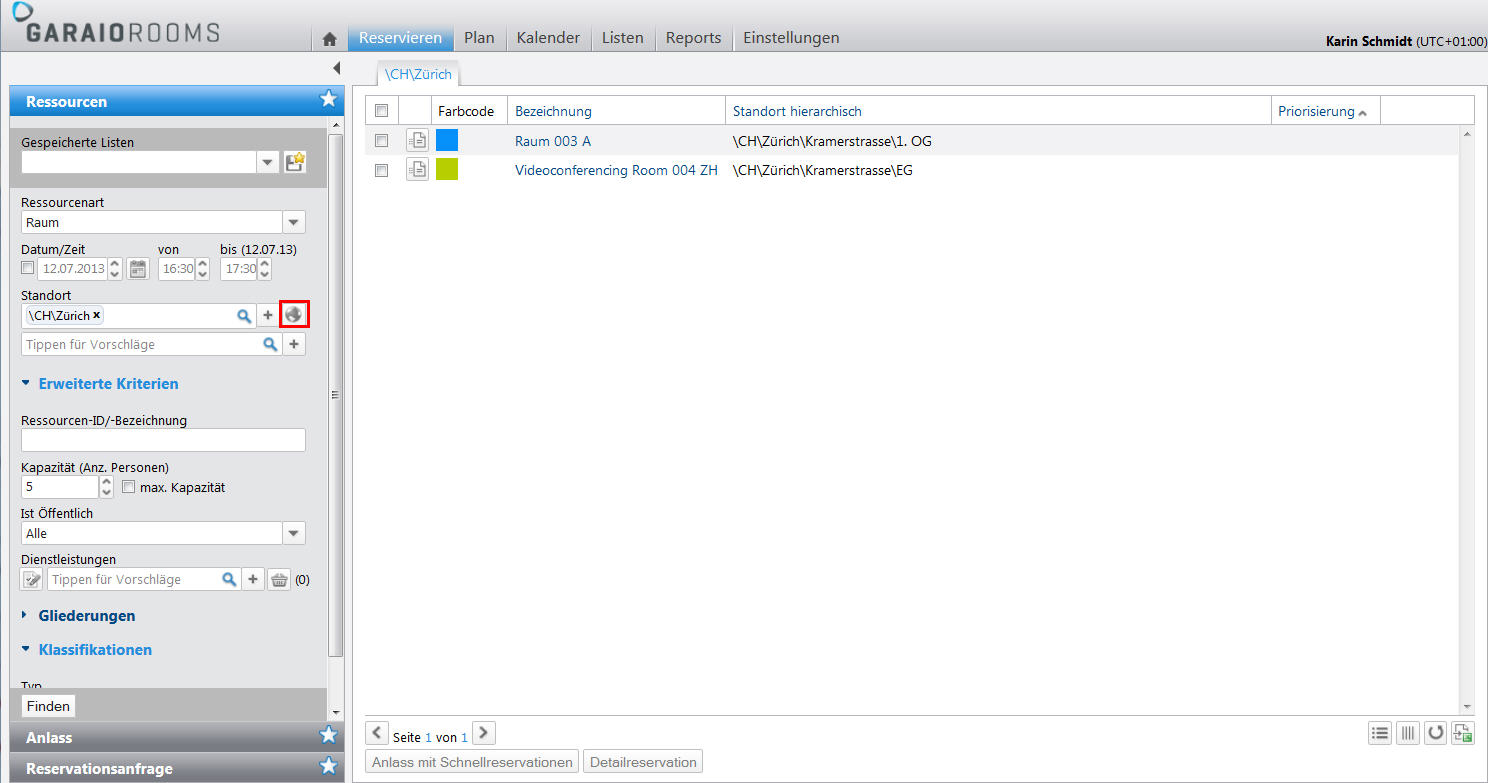 GARAIOROOMS
Reservieren Plan Kalender Listen Reports Einstellungen
Karin Schmidt (UTC+01:00)
Ressourcen
Gespeicherte Listen
Ressourcenart
Raum
Datum/Zeit von bis (12.07.13)
12.07.2013 16:30 17:30
Standort
\CH\Zürich x
Tippen für Vorschläge
Erweiterte Kriterien
Ressourcen-ID/-Bezeichnung
Kapazität (Anz. Personen)
5 max. Kapazität
Ist Öffentlich
Alle
Dienstleistungen
Tippen für Vorschläge (0)
Gliederungen
Klassifikationen
Typ
Finden
Anlass
Reservationsanfrage
\CH\Zürich
Farbcode Bezeichnung Standort hierarchisch Priorisierung
Raum 003 A \CH\Zürich\Kramerstrasse\1. OG
Videoconferencing Room 004 ZH \CH\Zürich\Kramerstrasse\EG
Seite 1 von 1
Anlass mit Schnellreservationen Detailreservation